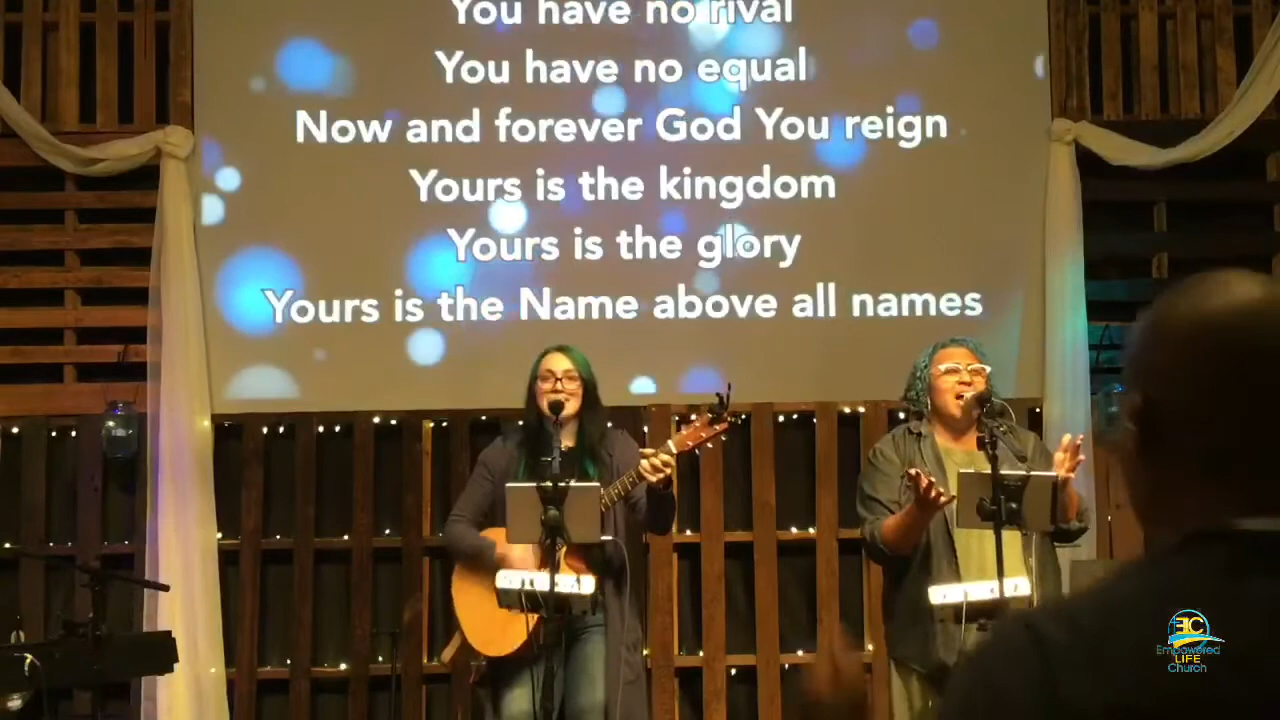 You have no rival
You have no equal
Now and forever God You reign
Yours is the kingdom
Yours is the glory
Yours is the Name above all names
Empowered
LIFE
Church